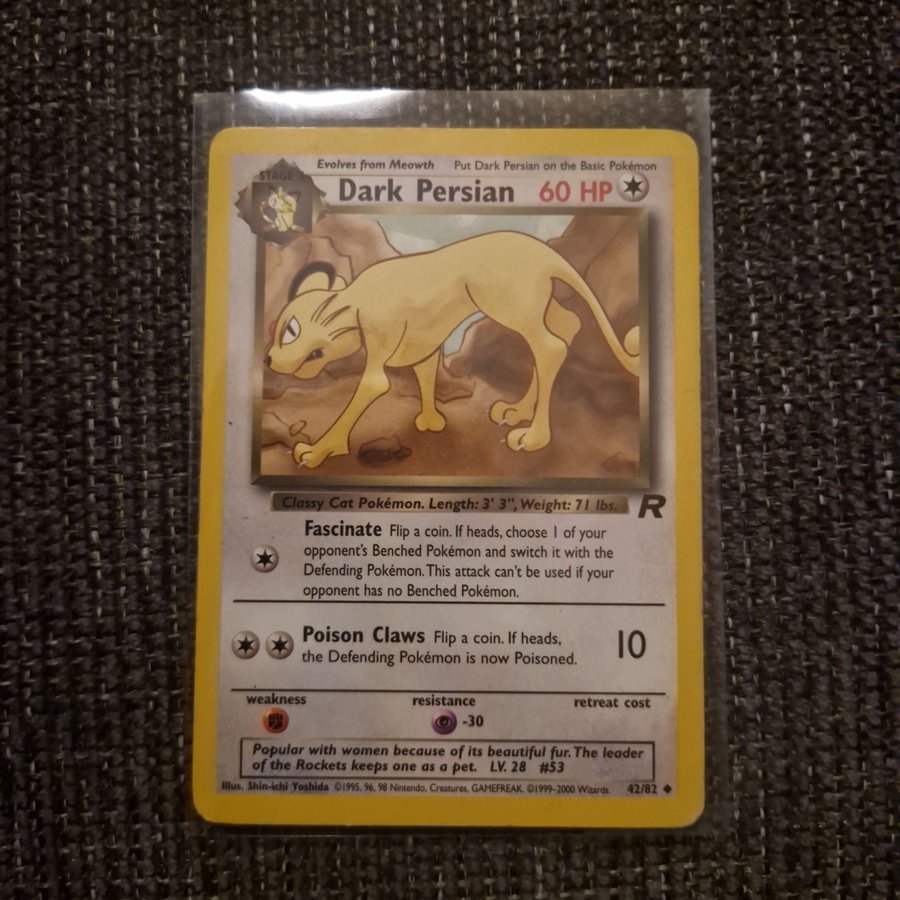 Evolves from Meowth Put Dark Persian on the Basic Pokémon
STAGE 1
Dark Persian 60 HP
Classy Cat Pokémon. Length: 3' 3", Weight: 71 lbs.
R
Fascinate Flip a coin. If heads, choose 1 of your
opponent's Benched Pokémon and switch it with the
Defending Pokémon. This attack can't be used if your
opponent has no Benched Pokémon.
Poison Claws Flip a coin. If heads,
the Defending Pokémon is now Poisoned.
10
weakness resistance retreat cost
-30
Popular with women because of its beautiful fur. The leader
of the Rockets keeps one as a pet. LV. 28 #53
Illus. Shin-ichi Yoshida ©1995, 96, 98 Nintendo, Creatures, GAMEFREAK. ©1999-2000 Wizards. 42/82